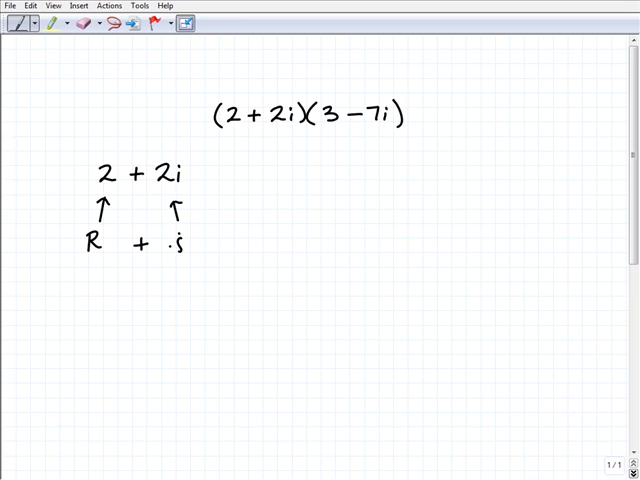 File Edit View Insert Actions Tools Help
(2 + 2i)(3 - 7i)
2 + 2i
R + .i
1 / 1